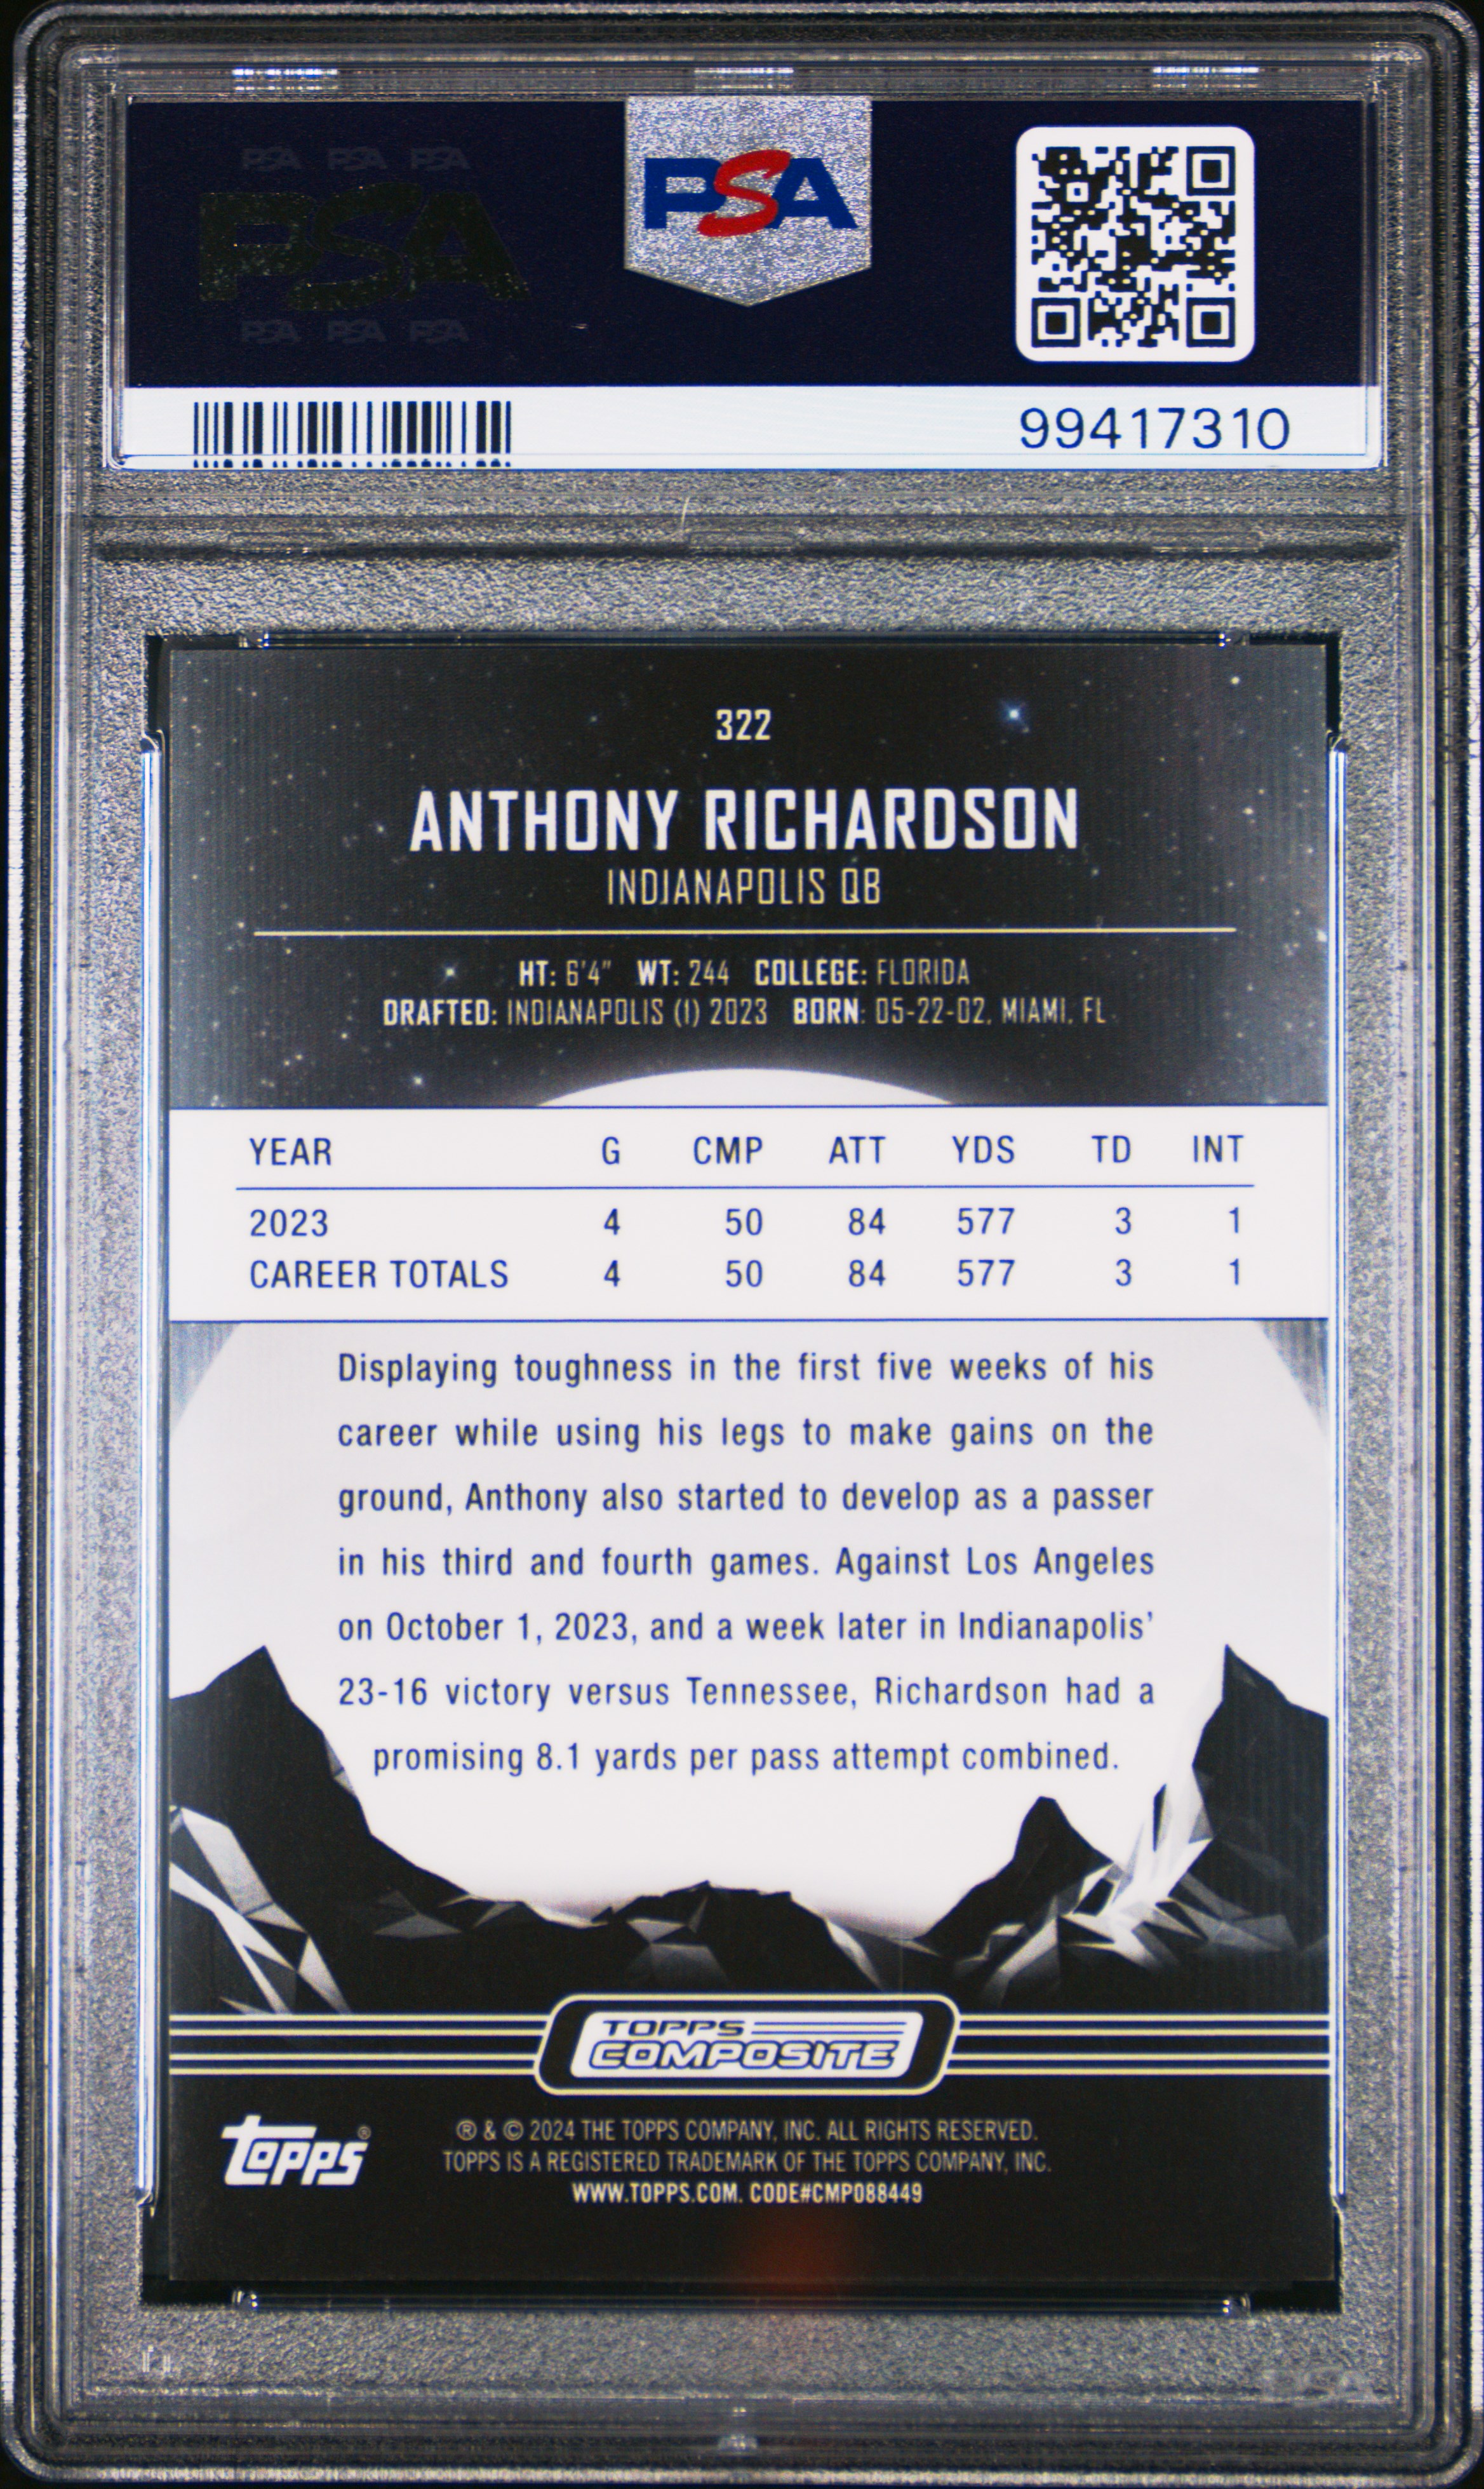 PSA PSA PSA
PSA
PSA PSA PSA
PSA
99417310
322
ANTHONY RICHARDSON
INDIANAPOLIS QB
HT: 6'4" WT: 244 COLLEGE: FLORIDA
DRAFTED: INDIANAPOLIS (1) 2023 BORN: 05-22-02, MIAMI, FL
YEAR G CMP ATT YDS TD INT
2023 4 50 84 577 3 1
CAREER TOTALS 4 50 84 577 3 1
Displaying toughness in the first five weeks of his
career while using his legs to make gains on the
ground, Anthony also started to develop as a passer
in his third and fourth games. Against Los Angeles
on October 1, 2023, and a week later in Indianapolis'
23-16 victory versus Tennessee, Richardson had a
promising 8.1 yards per pass attempt combined.
TOPPS
COMPOSITE
Topps®
® & © 2024 THE TOPPS COMPANY, INC. ALL RIGHTS RESERVED.
TOPPS IS A REGISTERED TRADEMARK OF THE TOPPS COMPANY, INC.
WWW.TOPPS.COM. CODE#CMP088449
PSA